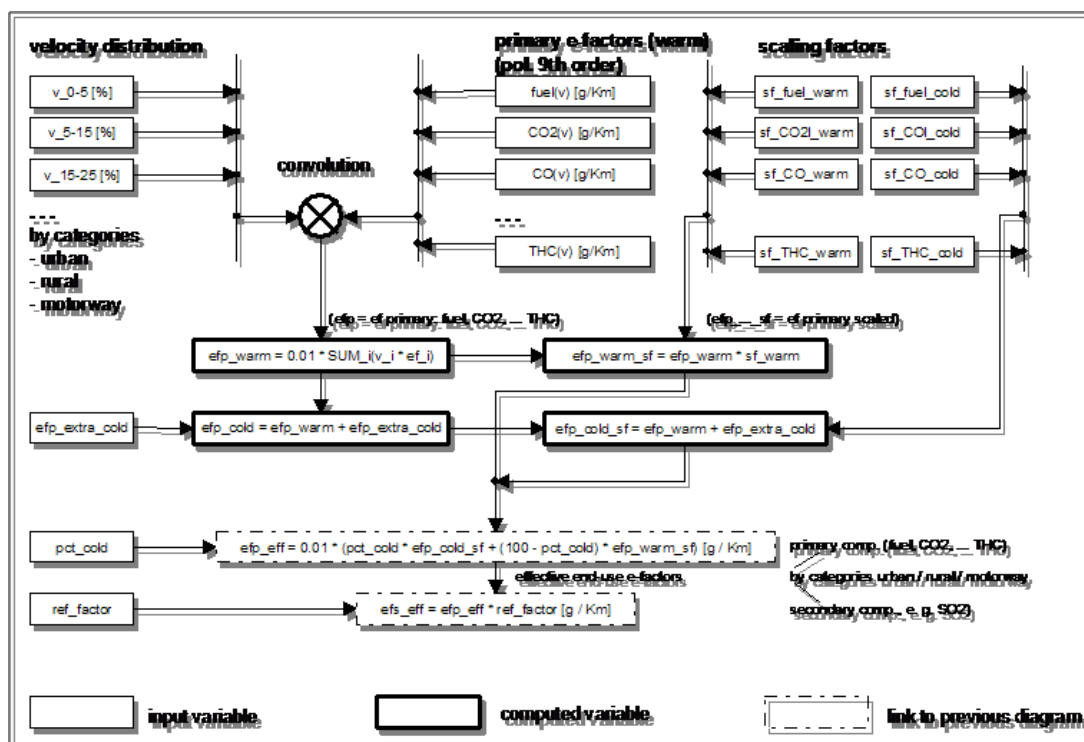 velocity distribution
primary e-factors (warm)
(pol. 9th order)
scaling factors
v_0-5 [%]
fuel(v) [g/Km]
sf_fuel_warm
sf_fuel_cold
v_5-15 [%]
CO2(v) [g/Km]
sf_CO2I_warm
sf_COI_cold
v_15-25 [%]
convolution
CO(v) [g/Km]
sf_CO_warm
sf_CO_cold
---
by categories
- urban
- rural
- motorway
---
THC(v) [g/Km]
sf_THC_warm
sf_THC_cold
(efp = ef primary; fuel, CO2, ... THC)
(efp_..._sf = ef primary scaled)
efp_warm = 0.01 * SUM_i(v_i * ef_i)
efp_warm_sf = efp_warm * sf_warm
efp_extra_cold
efp_cold = efp_warm + efp_extra_cold
efp_cold_sf = efp_warm + efp_extra_cold
pct_cold
efp_eff = 0.01 * (pct_cold * efp_cold_sf + (100 - pct_cold) * efp_warm_sf) [g / Km]
primary comp. (fuel, CO2, ... THC)
effective end-use e-factors
by categories urban / rural / motorway
ref_factor
efs_eff = efp_eff * ref_factor [g / Km]
secondary comp., e. g. SO2)
input variable
computed variable
link to previous diagram